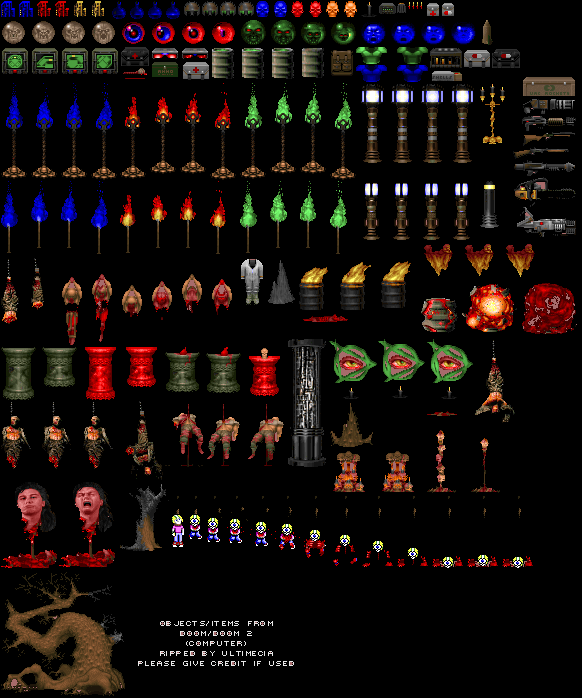 OBJECTS/ITEMS FROM
DOOM/DOOM 2
(COMPUTER)
RIPPED BY ULTIMECIA
PLEASE GIVE CREDIT IF USED